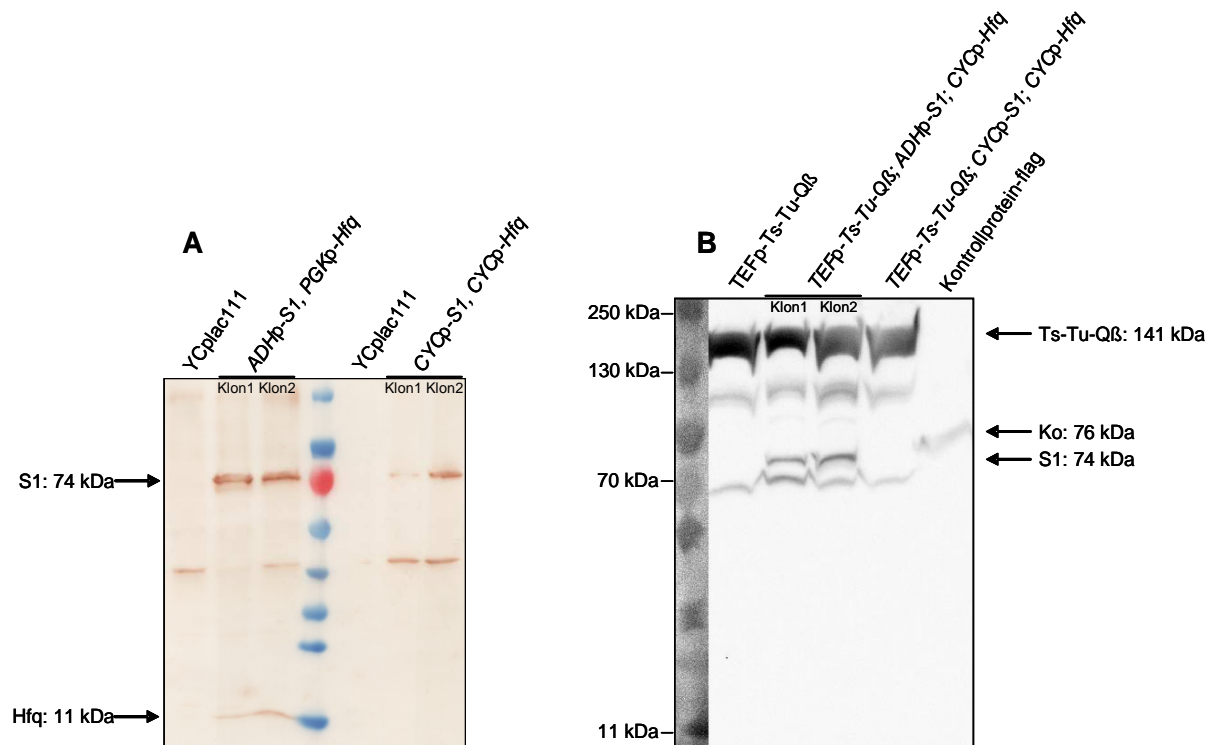 A
YCplac111
ADHp-S1, PGKp-Hfq
YCplac111
CYCp-S1, CYCp-Hfq
Klon1 Klon2
Klon1 Klon2
S1: 74 kDa
Hfq: 11 kDa
B
TEFp-Ts-Tu-Qß
TEFp-Ts-Tu-Qß; ADHp-S1; CYCp-Hfq
TEFp-Ts-Tu-Qß; CYCp-S1; CYCp-Hfq
Kontrollprotein-flag
Klon1 Klon2
250 kDa
130 kDa
70 kDa
11 kDa
Ts-Tu-Qß: 141 kDa
Ko: 76 kDa
S1: 74 kDa